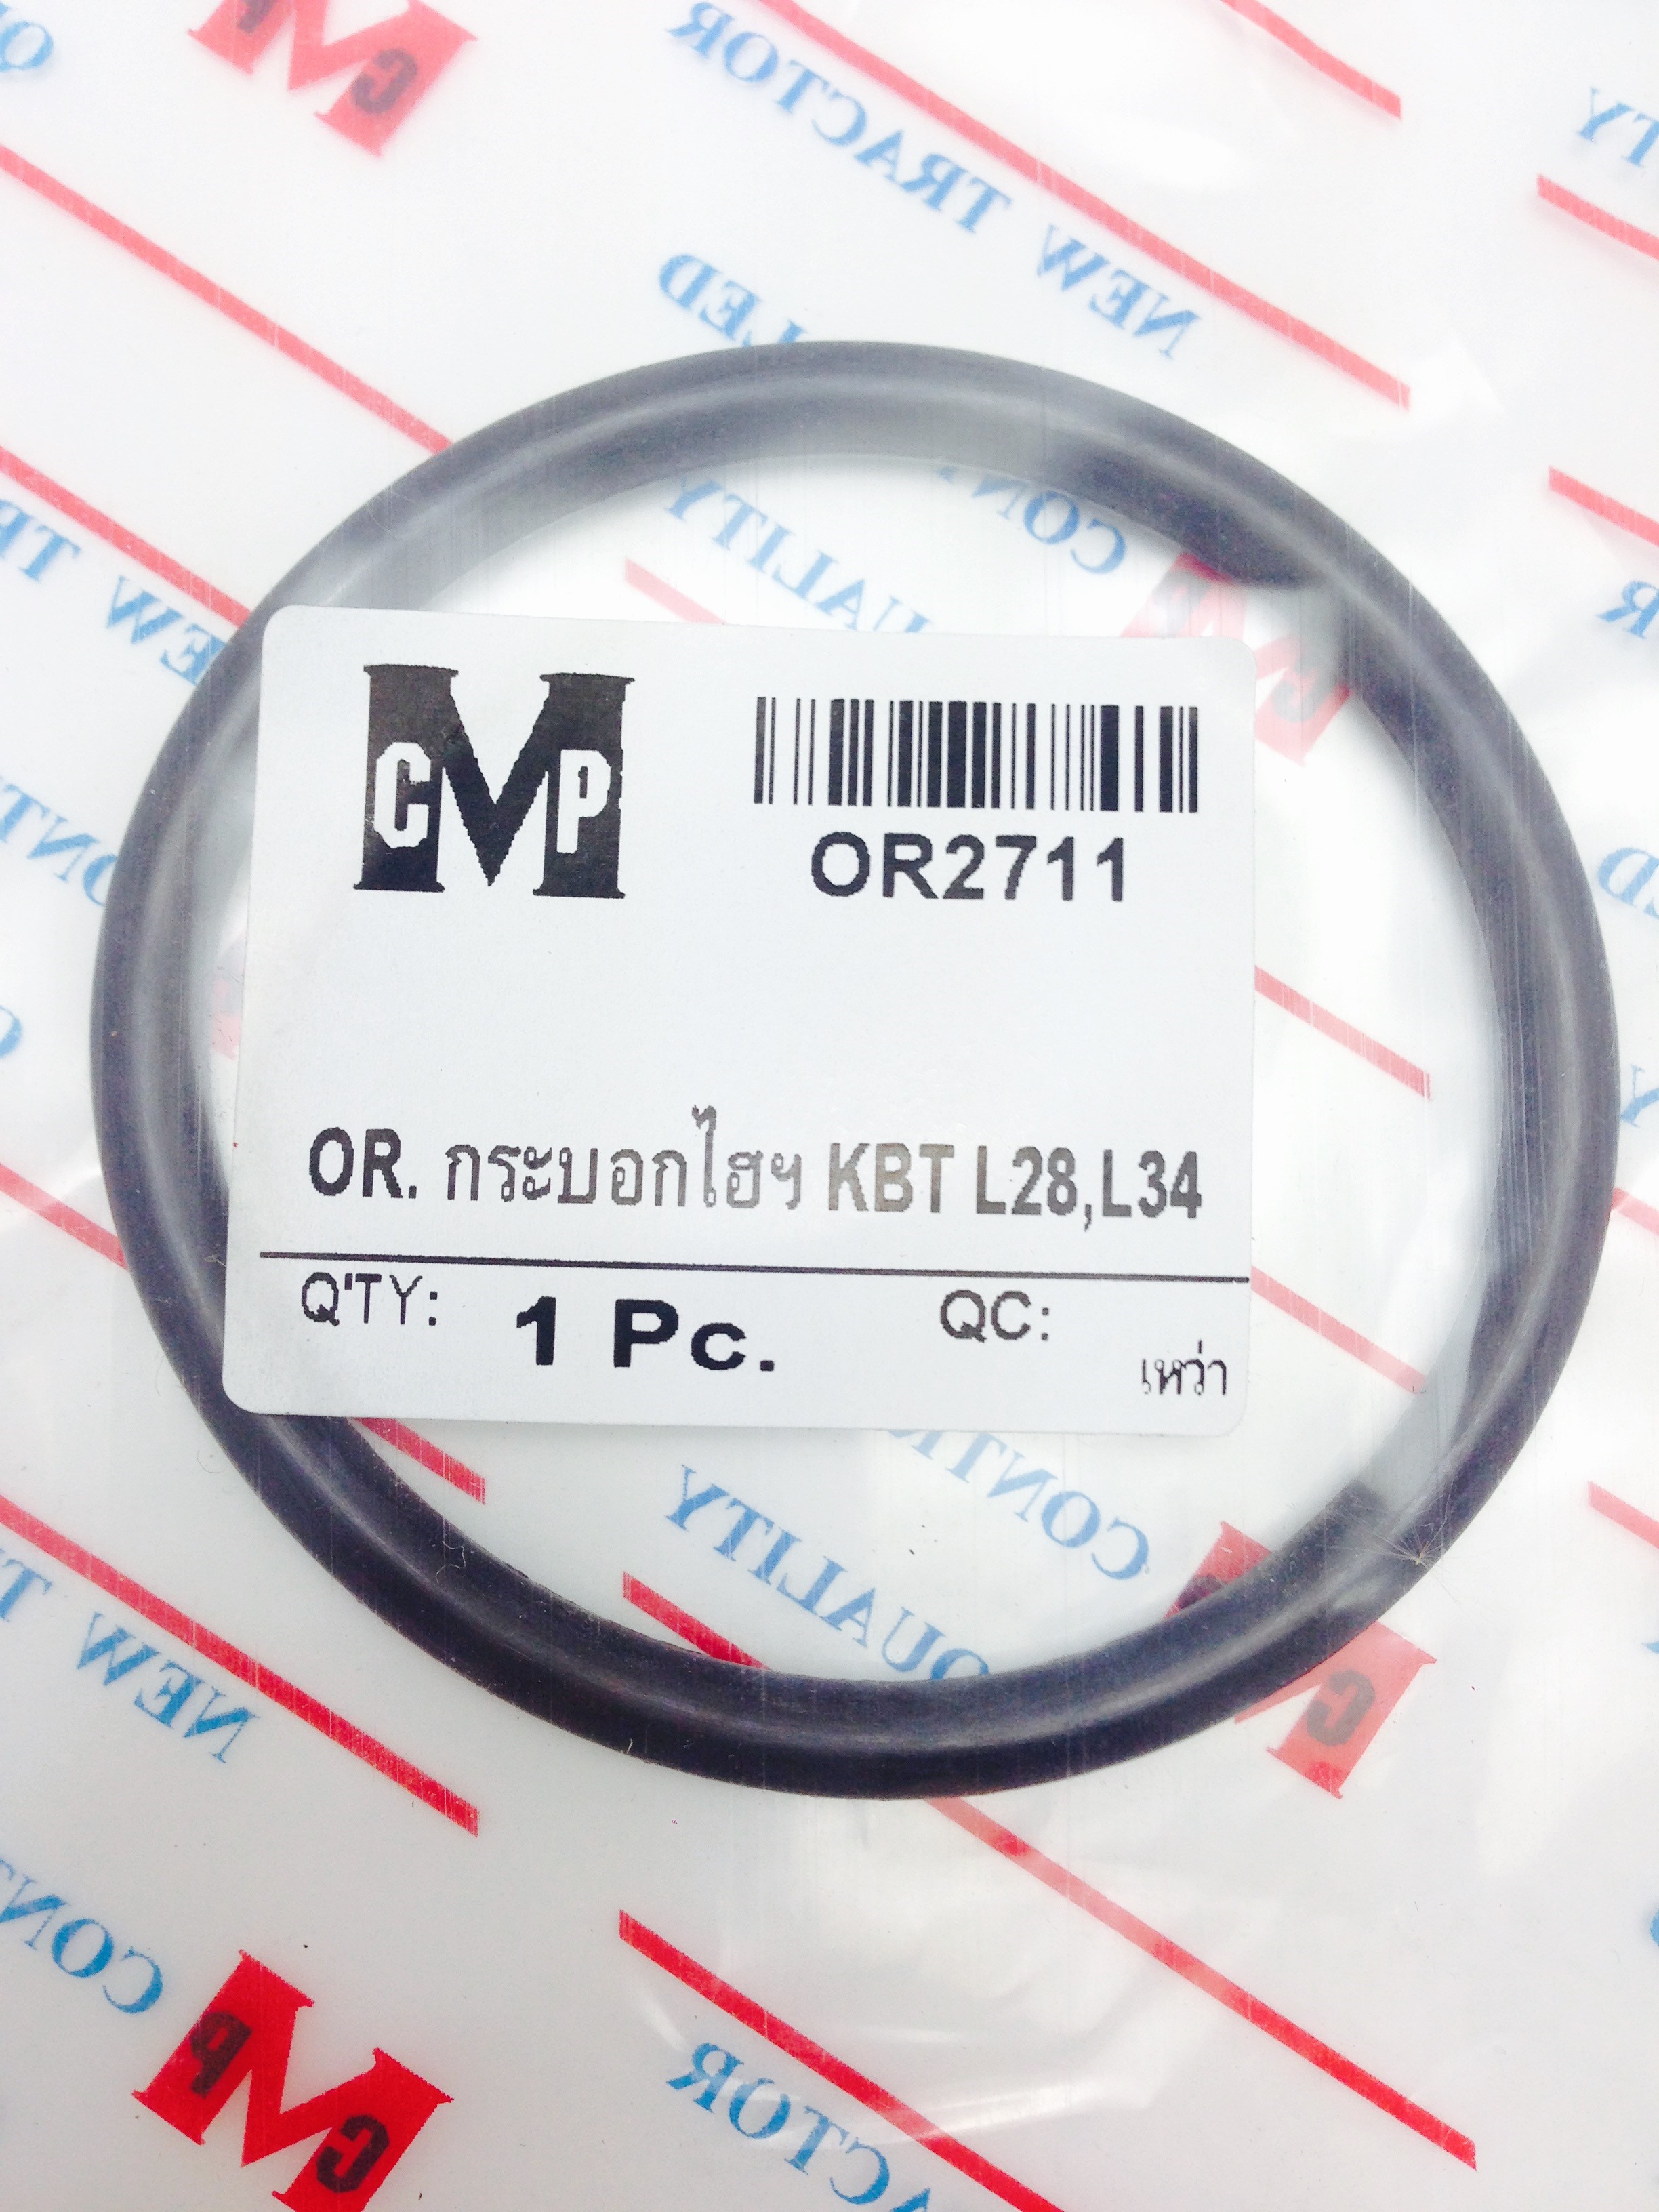 CMP
OR2711
OR. กระบอกไฮฯ KBT L28,L34
Q'TY: 1 Pc. QC:
เหว่า
NEW TRACTOR
QUALITY
CONTROLLED